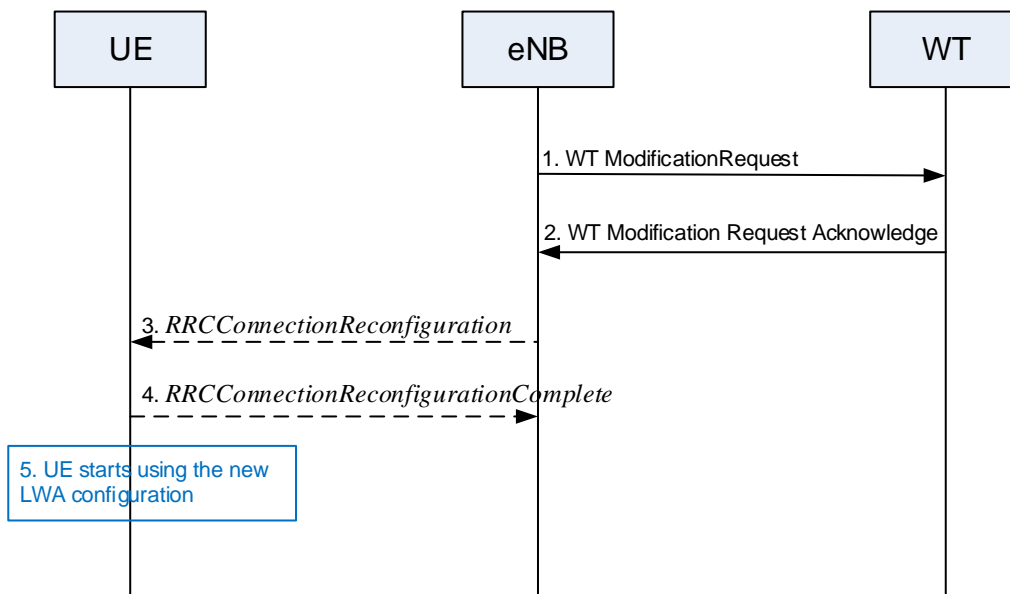 UE
eNB
WT
1. WT ModificationRequest
2. WT Modification Request Acknowledge
3. RRCConnectionReconfiguration
4. RRCConnectionReconfigurationComplete
5. UE starts using the new
LWA configuration